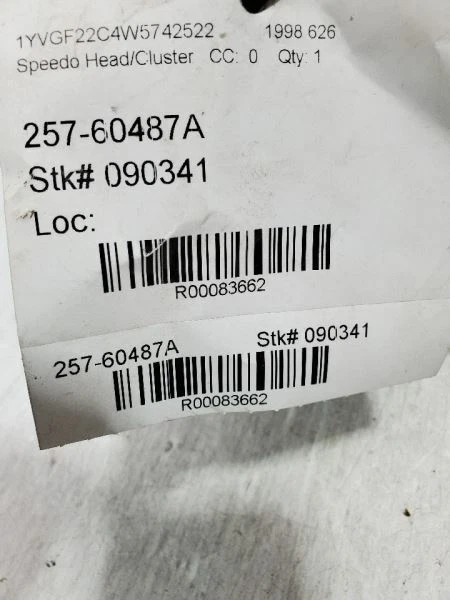 1YVGF22C4W5742522 1998 626
Speedo Head/Cluster CC: 0 Qty: 1
257-60487A
Stk# 090341
Loc:
R00083662
257-60487A Stk# 090341
R00083662